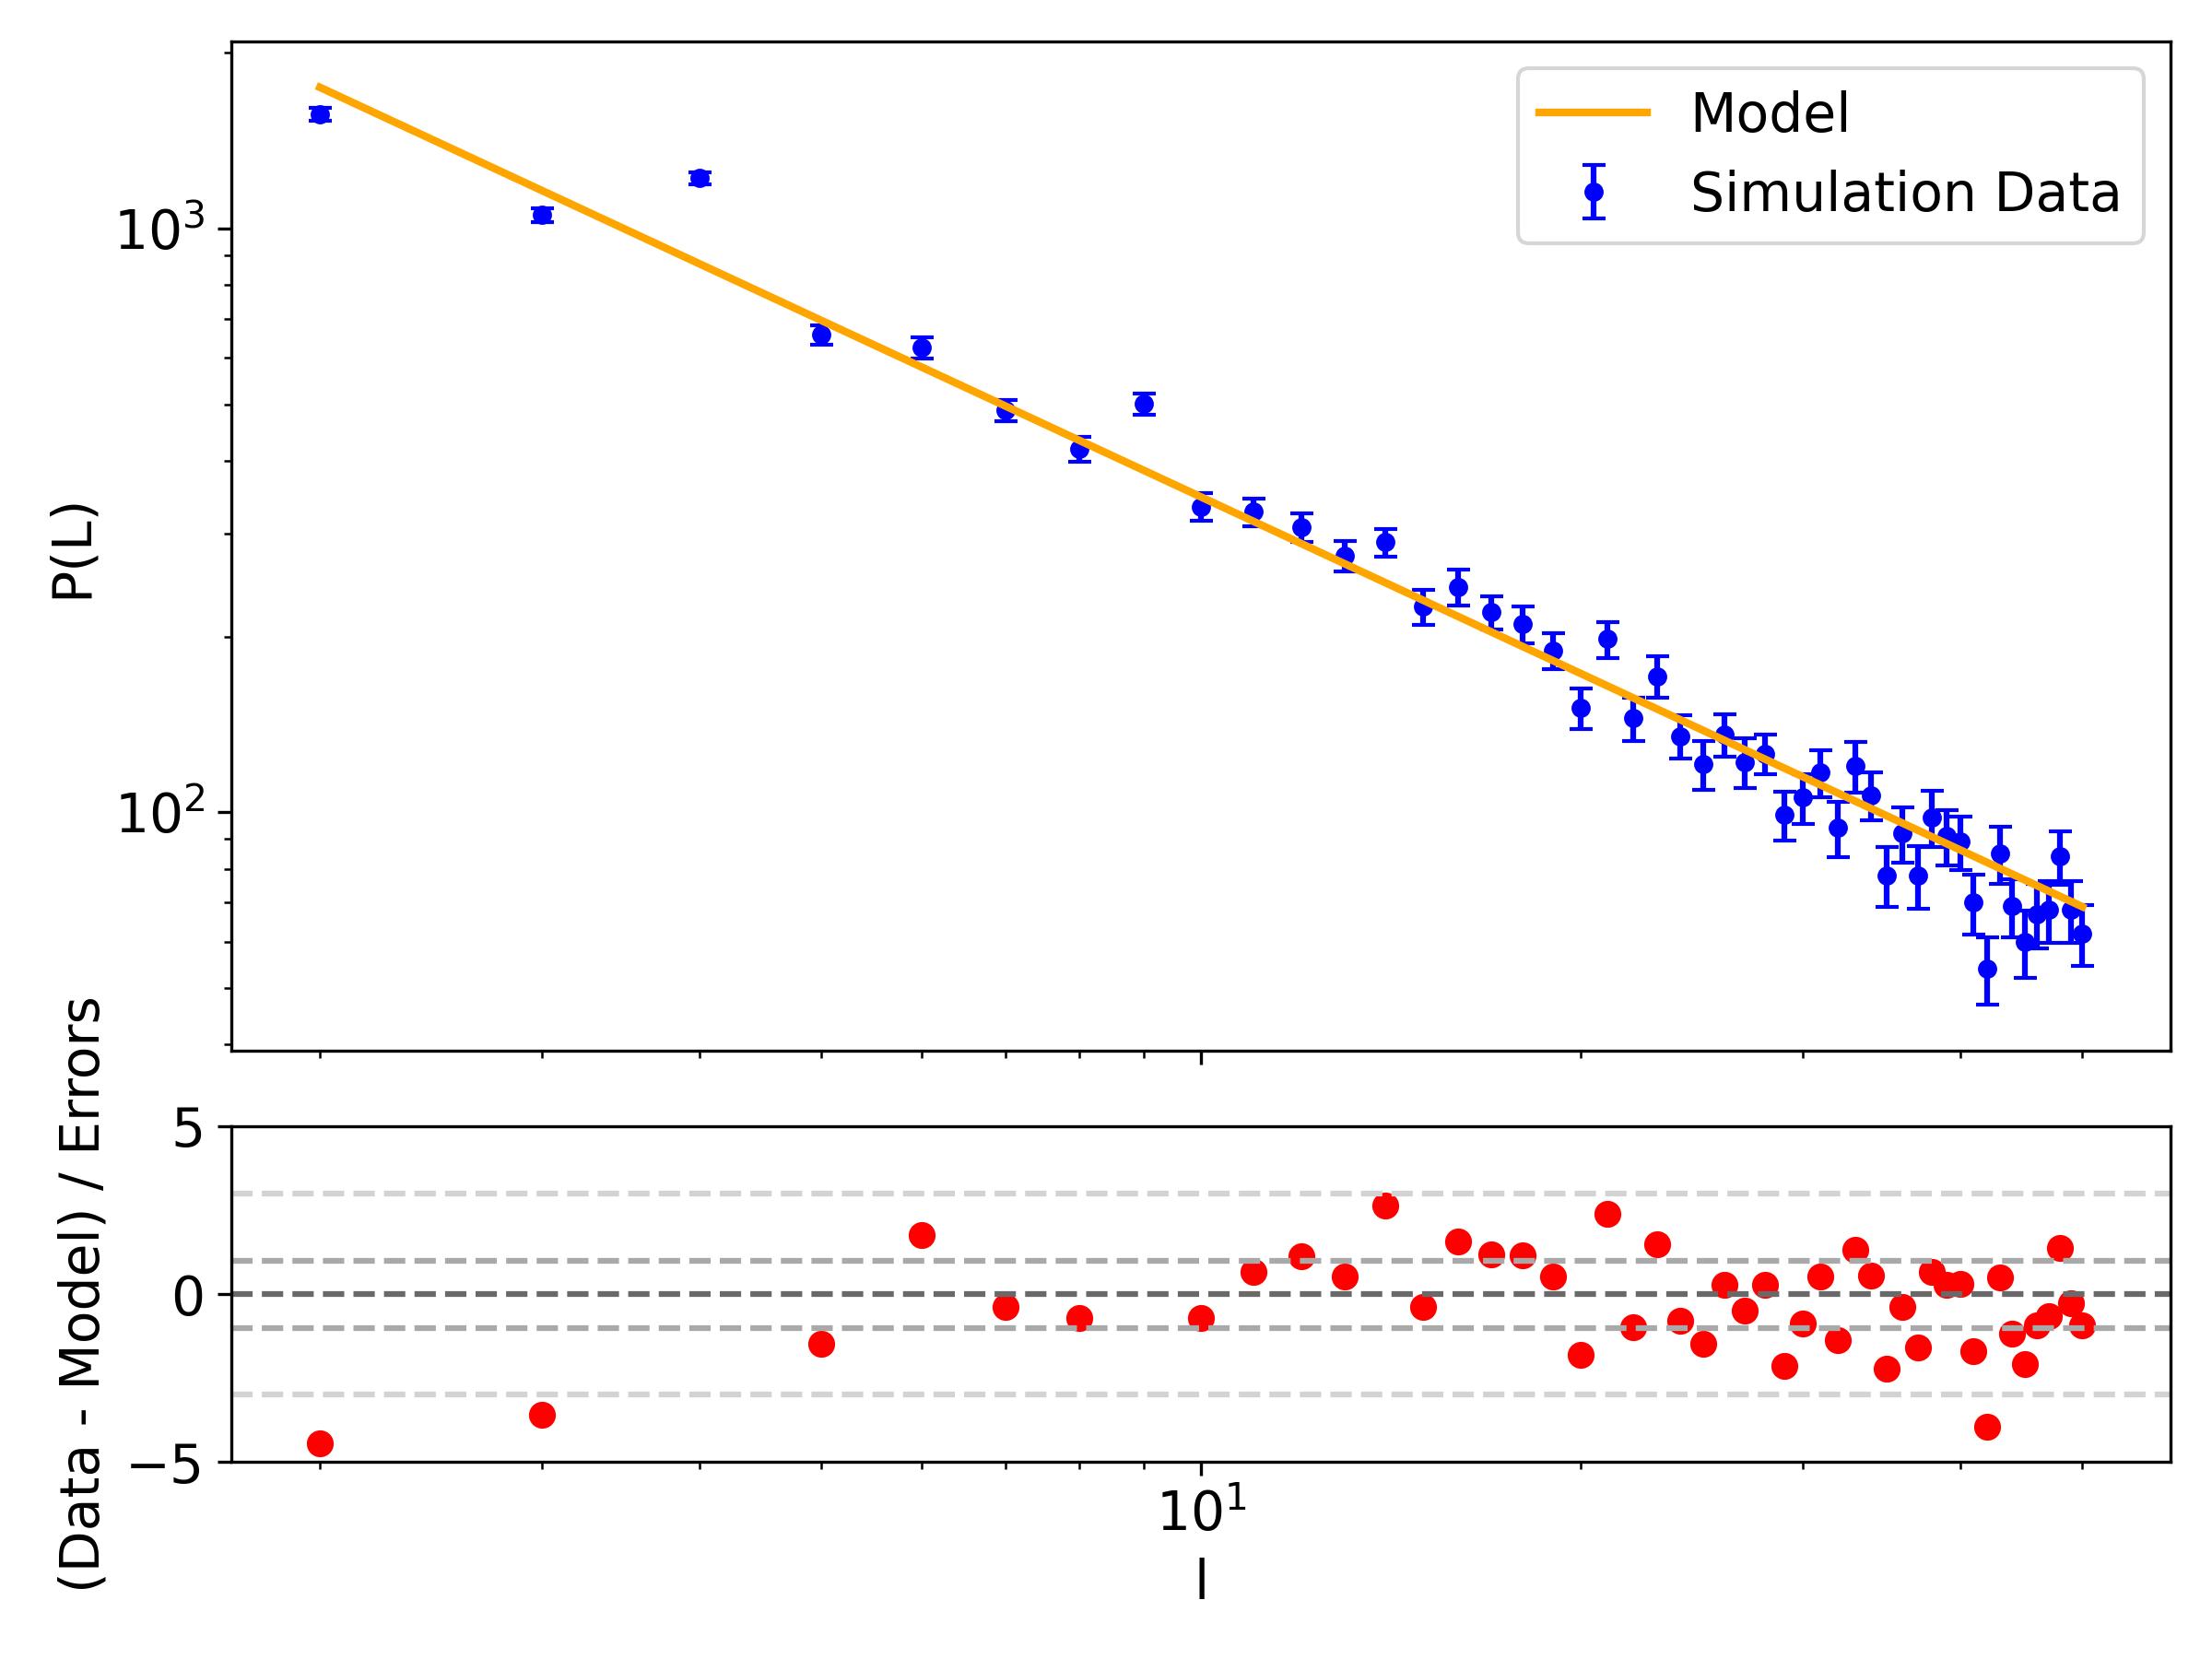 Model
Simulation Data
10³
10²
P(L)
5
0
−5
(Data - Model) / Errors
10¹
l